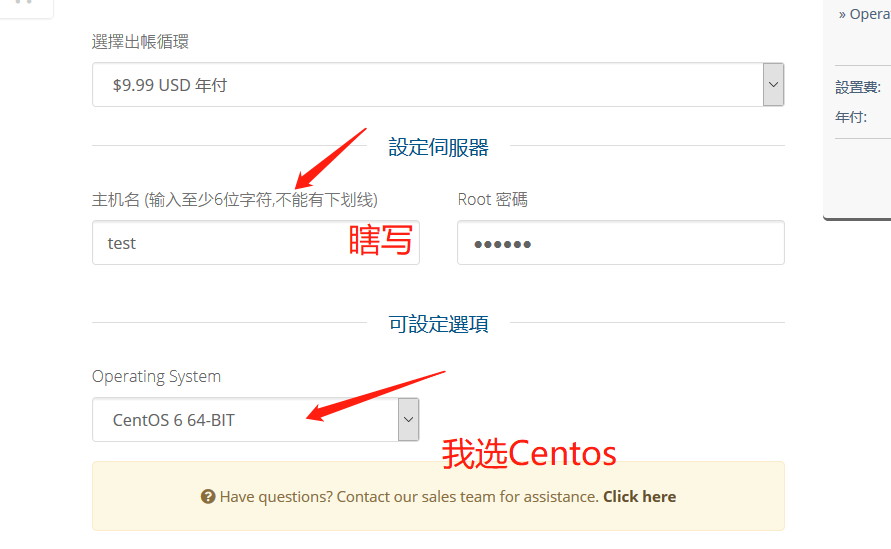 » Opera
選擇出帳循環
$9.99 USD 年付
設置費:
年付:
設定伺服器
主机名 (输入至少6位字符,不能有下划线)
Root 密碼
test
瞎写
●●●●●●
可設定選項
Operating System
CentOS 6 64-BIT
我选Centos
Have questions? Contact our sales team for assistance. Click here